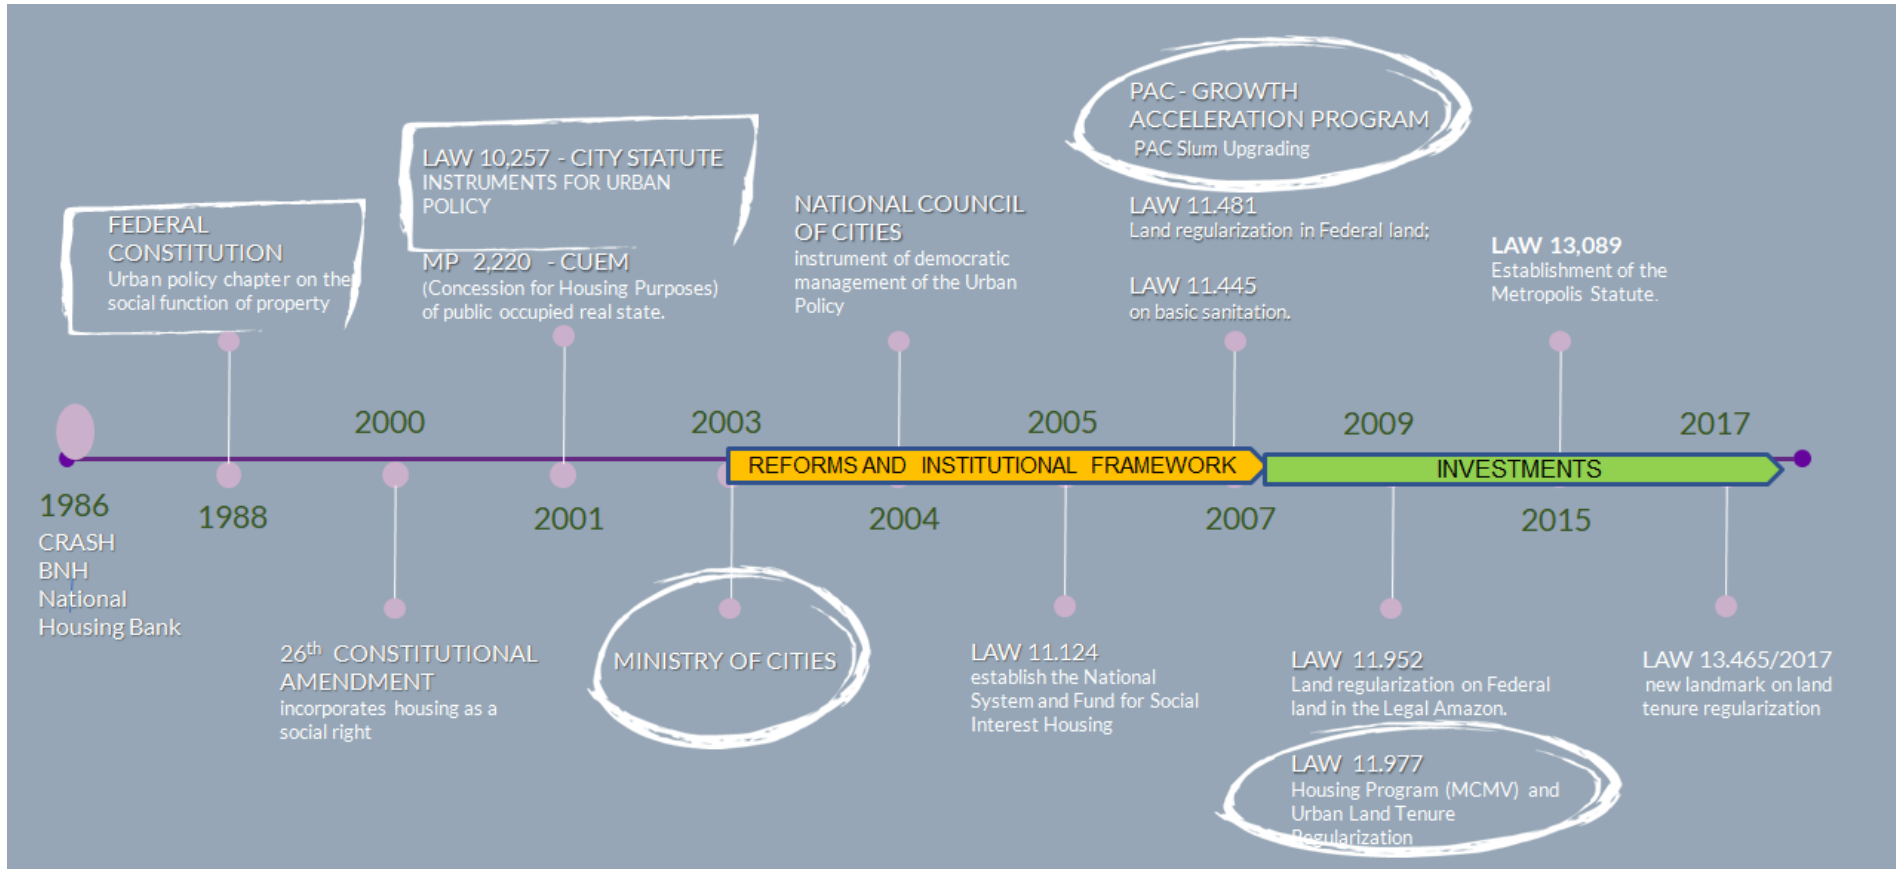 PAC - GROWTH
ACCELERATION PROGRAM
PAC Slum Upgrading
LAW 11.481
Land regularization in Federal land;
LAW 11.445
on basic sanitation.
LAW 10,257 - CITY STATUTE
INSTRUMENTS FOR URBAN
POLICY
MP 2,220 - CUEM
(Concession for Housing Purposes)
of public occupied real state.
NATIONAL COUNCIL
OF CITIES
instrument of democratic
management of the Urban
Policy
FEDERAL
CONSTITUTION
Urban policy chapter on the
social function of property
LAW 13,089
Establishment of the
Metropolis Statute.
2000
2003
2005
2009
2017
REFORMS AND INSTITUTIONAL FRAMEWORK
INVESTMENTS
1986
1988
2001
2004
2007
2015
CRASH
BNH
National
Housing Bank
26th CONSTITUTIONAL
AMENDMENT
incorporates housing as a
social right
MINISTRY OF CITIES
LAW 11.124
establish the National
System and Fund for Social
Interest Housing
LAW 11.952
Land regularization on Federal
land in the Legal Amazon.
LAW 11.977
Housing Program (MCMV) and
Urban Land Tenure
Regularization
LAW 13.465/2017
new landmark on land
tenure regularization